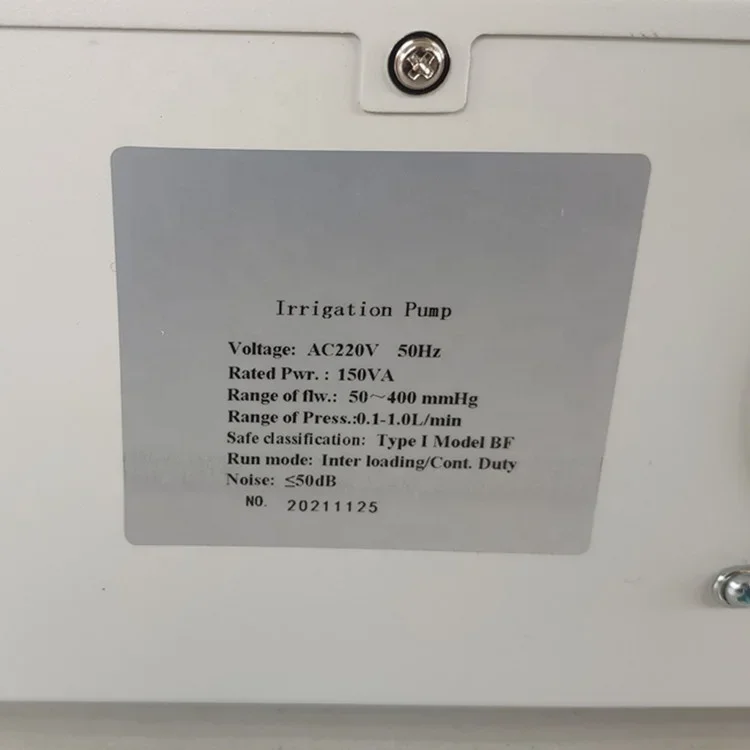 Irrigation Pump
Voltage: AC220V 50Hz
Rated Pwr. : 150VA
Range of flw.: 50～400 mmHg
Range of Press.:0.1-1.0L/min
Safe classification: Type I Model BF
Run mode: Inter loading/Cont. Duty
Noise: ≤50dB
NO. 20211125